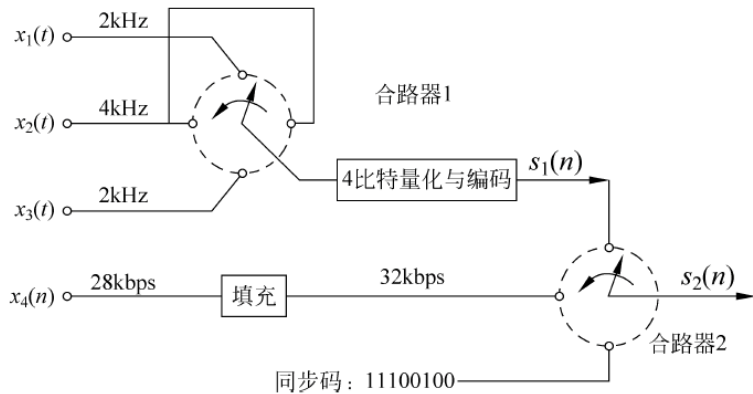 x₁(t) 2kHz
合路器1
x₂(t) 4kHz
4比特量化与编码 s₁(n)
x₃(t) 2kHz
x₄(n) 28kbps 填充 32kbps s₂(n)
合路器2
同步码：11100100